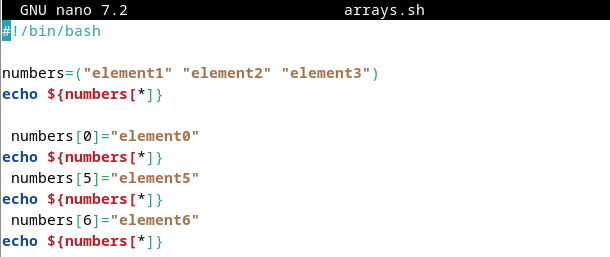 GNU nano 7.2 arrays.sh
#!/bin/bash
numbers=("element1" "element2" "element3")
echo ${numbers[*]}
numbers[0]="element0"
echo ${numbers[*]}
numbers[5]="element5"
echo ${numbers[*]}
numbers[6]="element6"
echo ${numbers[*]}